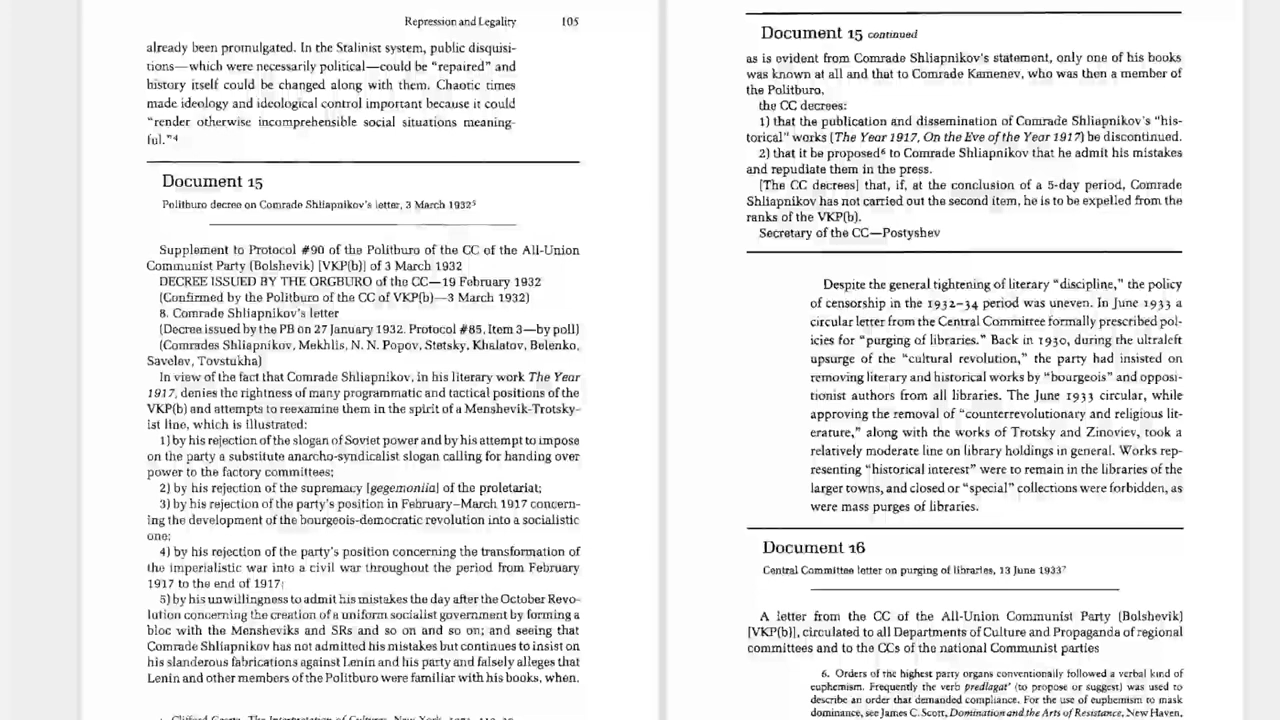 Repression and Legality 105
already been promulgated. In the Stalinist system, public disquisi-
tions—which were necessarily political—could be “repaired” and
history itself could be changed along with them. Chaotic times
made ideology and ideological control important because it could
“render otherwise incomprehensible social situations meaning-
ful.”⁴
Document 15
Politburo decree on Comrade Shliapnikov's letter, 3 March 1932⁵
Supplement to Protocol #90 of the Politburo of the CC of the All-Union
Communist Party (Bolshevik) [VKP(b)] of 3 March 1932
DECREE ISSUED BY THE ORGBURO of the CC—19 February 1932
(Confirmed by the Politburo of the CC of VKP(b)—3 March 1932)
8. Comrade Shliapnikov's letter
(Decree issued by the PB on 27 January 1932. Protocol #85, Item 3—by poll)
(Comrades Shliapnikov, Mekhlis, N. N. Popov, Stetsky, Khalatov, Belenko,
Savelev, Tovstukha)
In view of the fact that Comrade Shliapnikov, in his literary work The Year
1917, denies the rightness of many programmatic and tactical positions of the
VKP(b) and attempts to reexamine them in the spirit of a Menshevik-Trotsky-
ist line, which is illustrated:
1) by his rejection of the slogan of Soviet power and by his attempt to impose
on the party a substitute anarcho-syndicalist slogan calling for handing over
power to the factory committees;
2) by his rejection of the supremacy [gegemoniia] of the proletariat;
3) by his rejection of the party's position in February–March 1917 concern-
ing the development of the bourgeois-democratic revolution into a socialistic
one;
4) by his rejection of the party's position concerning the transformation of
the imperialistic war into a civil war throughout the period from February
1917 to the end of 1917;
5) by his unwillingness to admit his mistakes the day after the October Revo-
lution concerning the creation of a uniform socialist government by forming a
bloc with the Mensheviks and SRs and so on and so on; and seeing that
Comrade Shliapnikov has not admitted his mistakes but continues to insist on
his slanderous fabrications against Lenin and his party and falsely alleges that
Lenin and other members of the Politburo were familiar with his books, when.
Document 15 continued
as is evident from Comrade Shliapnikov's statement, only one of his books
was known at all and that to Comrade Kamenev, who was then a member of
the Politburo,
the CC decrees:
1) that the publication and dissemination of Comrade Shliapnikov's “his-
torical” works (The Year 1917, On the Eve of the Year 1917) be discontinued.
2) that it be proposed⁶ to Comrade Shliapnikov that he admit his mistakes
and repudiate them in the press.
[The CC decrees] that, if, at the conclusion of a 5-day period, Comrade
Shliapnikov has not carried out the second item, he is to be expelled from the
ranks of the VKP(b).
Secretary of the CC—Postyshev
Despite the general tightening of literary “discipline,” the policy
of censorship in the 1932–34 period was uneven. In June 1933 a
circular letter from the Central Committee formally prescribed pol-
icies for “purging of libraries.” Back in 1930, during the ultraleft
upsurge of the “cultural revolution,” the party had insisted on
removing literary and historical works by “bourgeois” and opposi-
tionist authors from all libraries. The June 1933 circular, while
approving the removal of “counterrevolutionary and religious lit-
erature,” along with the works of Trotsky and Zinoviev, took a
relatively moderate line on library holdings in general. Works rep-
resenting “historical interest” were to remain in the libraries of the
larger towns, and closed or “special” collections were forbidden, as
were mass purges of libraries.
Document 16
Central Committee letter on purging of libraries, 13 June 1933⁷
A letter from the CC of the All-Union Communist Party (Bolshevik)
[VKP(b)], circulated to all Departments of Culture and Propaganda of regional
committees and to the CCs of the national Communist parties
6. Orders of the highest party organs conventionally followed a verbal kind of
euphemism. Frequently the verb predlagat' (to propose or suggest) was used to
describe an order that demanded compliance. For the use of euphemism to mask
dominance, see James C. Scott, Domination and the Arts of Resistance, New Haven,